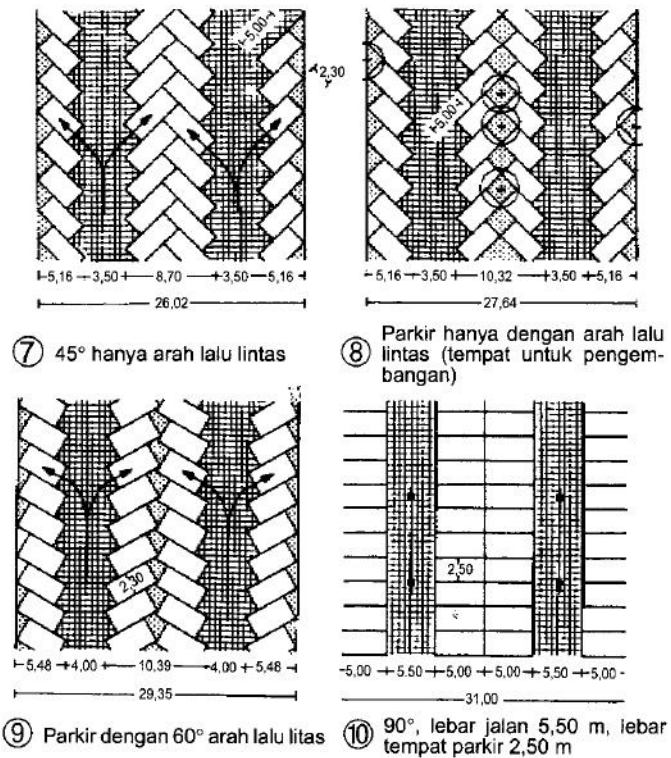 5,00
2,30
5,16 3,50 8,70 3,50 5,16
26,02
⑦ 45° hanya arah lalu lintas
5,00
5,16 3,50 10,32 3,50 5,16
27,64
⑧ Parkir hanya dengan arah lalu
lintas (tempat untuk pengem-
bangan)
2,30
5,48 4,00 10,39 4,00 5,48
29,35
⑨ Parkir dengan 60° arah lalu litas
2,50
5,00 5,50 5,00 5,00 5,50 5,00
31,00
⑩ 90°, lebar jalan 5,50 m, lebar
tempat parkir 2,50 m